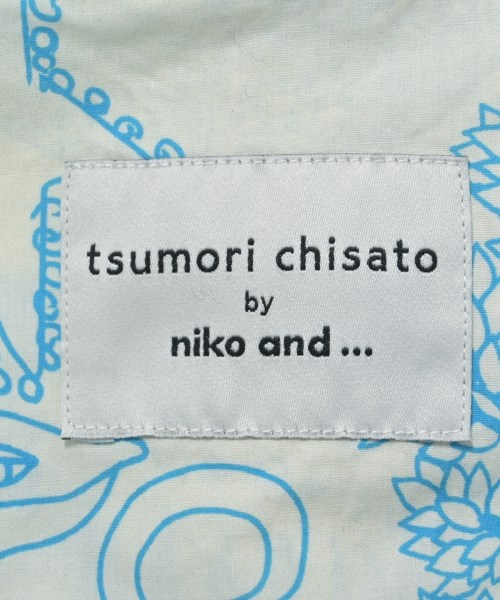 tsumori chisato
by
niko and ...